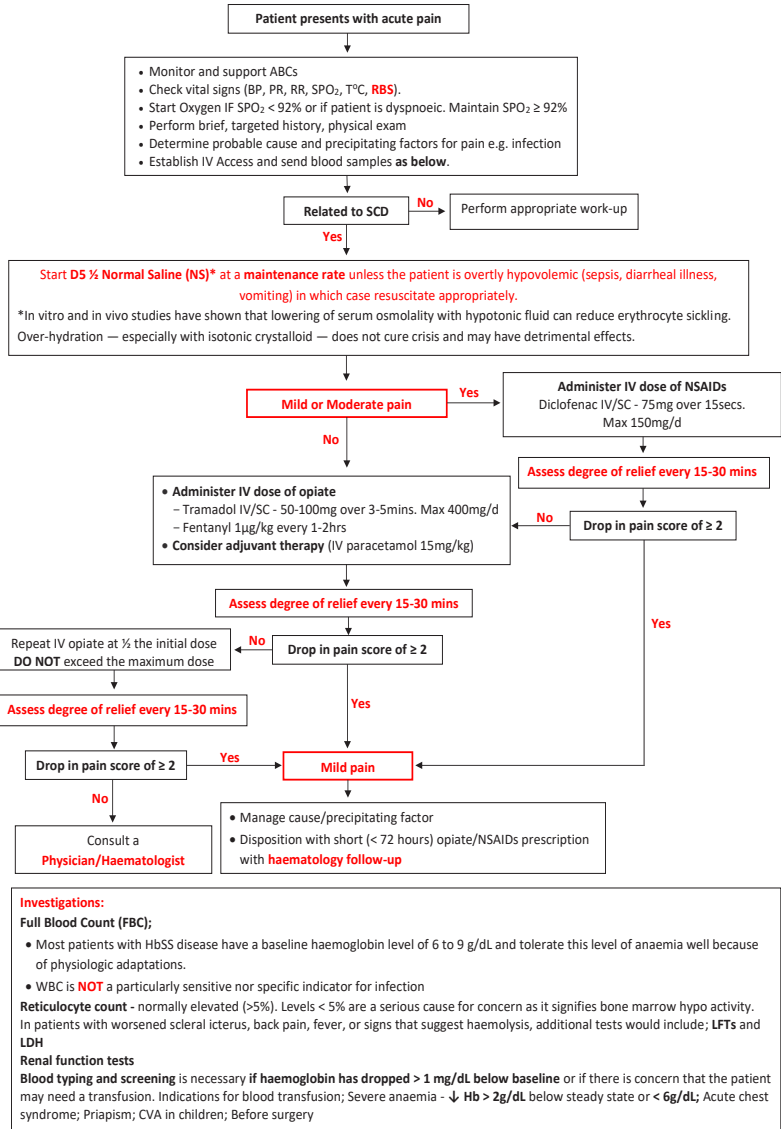 Patient presents with acute pain
• Monitor and support ABCs
• Check vital signs (BP, PR, RR, SPO₂, TºC, RBS).
• Start Oxygen IF SPO₂ < 92% or if patient is dyspnoeic. Maintain SPO₂ ≥ 92%
• Perform brief, targeted history, physical exam
• Determine probable cause and precipitating factors for pain e.g. infection
• Establish IV Access and send blood samples as below.
Related to SCD
No
Perform appropriate work-up
Yes
Start D5 ½ Normal Saline (NS)* at a maintenance rate unless the patient is overtly hypovolemic (sepsis, diarrheal illness,
vomiting) in which case resuscitate appropriately.
*In vitro and in vivo studies have shown that lowering of serum osmolality with hypotonic fluid can reduce erythrocyte sickling.
Over-hydration — especially with isotonic crystalloid — does not cure crisis and may have detrimental effects.
Mild or Moderate pain
Yes
Administer IV dose of NSAIDs
Diclofenac IV/SC - 75mg over 15secs.
Max 150mg/d
No
Assess degree of relief every 15-30 mins
• Administer IV dose of opiate
− Tramadol IV/SC - 50-100mg over 3-5mins. Max 400mg/d
− Fentanyl 1µg/kg every 1-2hrs
• Consider adjuvant therapy (IV paracetamol 15mg/kg)
No
Drop in pain score of ≥ 2
Yes
Assess degree of relief every 15-30 mins
Repeat IV opiate at ½ the initial dose
DO NOT exceed the maximum dose
No
Drop in pain score of ≥ 2
Yes
Assess degree of relief every 15-30 mins
Drop in pain score of ≥ 2
Yes
Mild pain
No
Consult a
Physician/Haematologist
• Manage cause/precipitating factor
• Disposition with short (< 72 hours) opiate/NSAIDs prescription
with haematology follow-up
Investigations:
Full Blood Count (FBC);
• Most patients with HbSS disease have a baseline haemoglobin level of 6 to 9 g/dL and tolerate this level of anaemia well because
of physiologic adaptations.
• WBC is NOT a particularly sensitive nor specific indicator for infection
Reticulocyte count - normally elevated (>5%). Levels < 5% are a serious cause for concern as it signifies bone marrow hypo activity.
In patients with worsened scleral icterus, back pain, fever, or signs that suggest haemolysis, additional tests would include; LFTs and
LDH
Renal function tests
Blood typing and screening is necessary if haemoglobin has dropped > 1 mg/dL below baseline or if there is concern that the patient
may need a transfusion. Indications for blood transfusion; Severe anaemia - ↓ Hb > 2g/dL below steady state or < 6g/dL; Acute chest
syndrome; Priapism; CVA in children; Before surgery